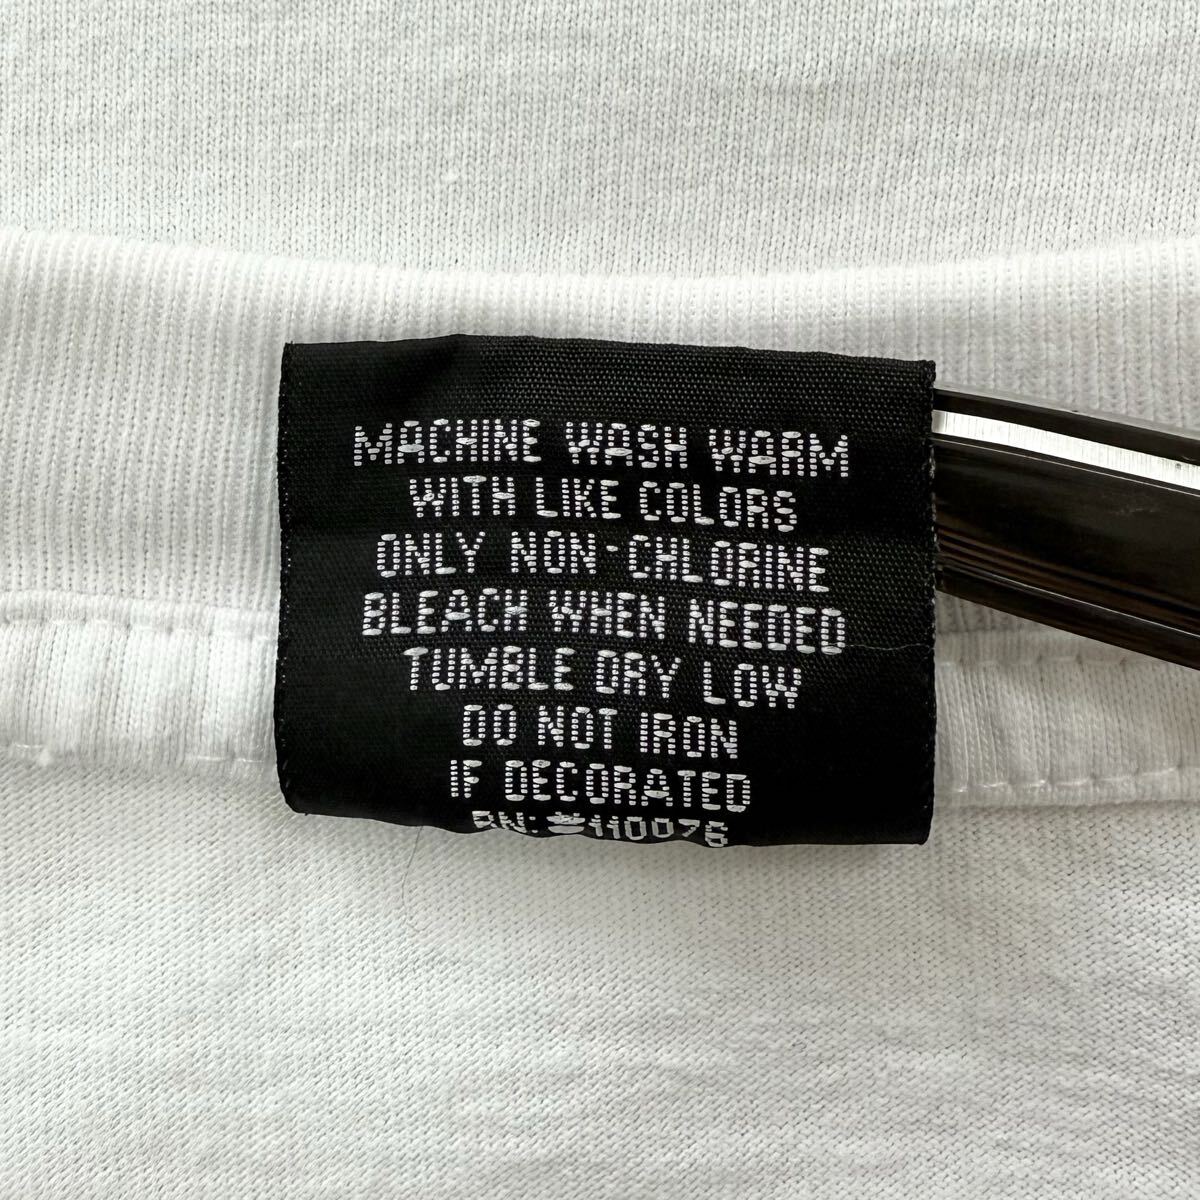 MACHINE WASH WARM
WITH LIKE COLORS
ONLY NON-CHLORINE
BLEACH WHEN NEEDED
TUMBLE DRY LOW
DO NOT IRON
IF DECORATED
RN: #110076